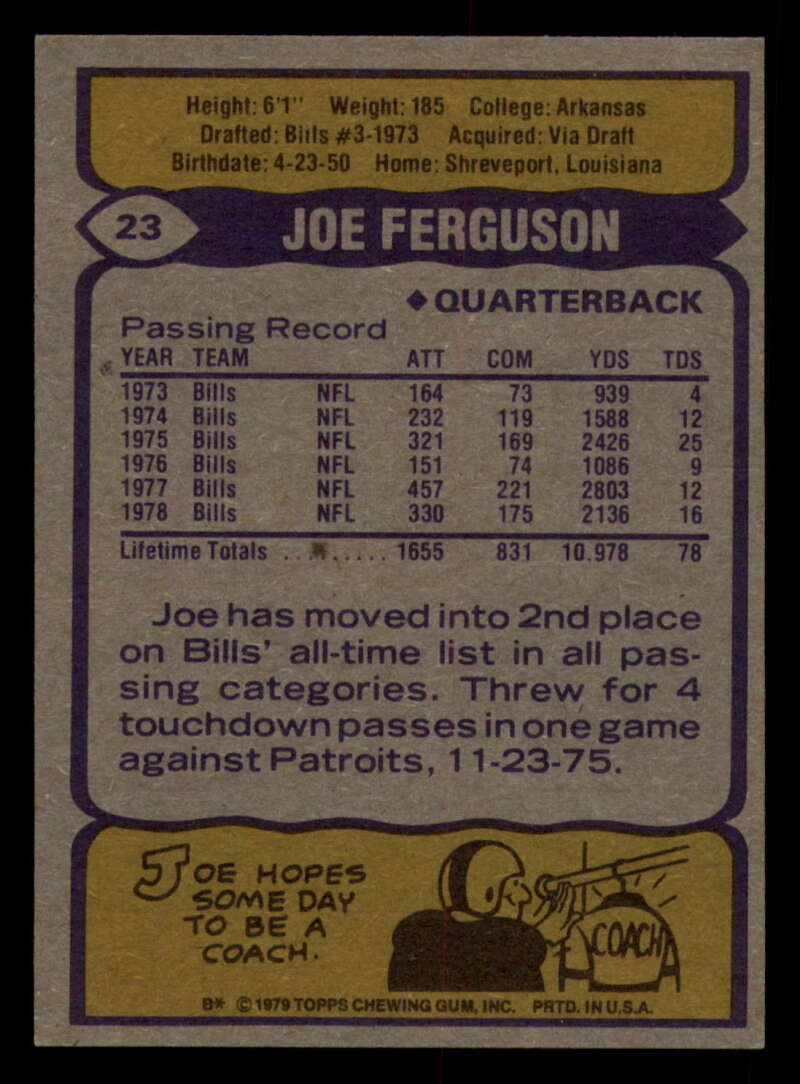 Height: 6'1" Weight: 185 College: Arkansas
Drafted: Bills #3-1973 Acquired: Via Draft
Birthdate: 4-23-50 Home: Shreveport, Louisiana
23 JOE FERGUSON
◆ QUARTERBACK
Passing Record
YEAR TEAM ATT COM YDS TDS
1973 Bills NFL 164 73 939 4
1974 Bills NFL 232 119 1588 12
1975 Bills NFL 321 169 2426 25
1976 Bills NFL 151 74 1086 9
1977 Bills NFL 457 221 2803 12
1978 Bills NFL 330 175 2136 16
Lifetime Totals ......... 1655 831 10,978 78
Joe has moved into 2nd place
on Bills' all-time list in all pas-
sing categories. Threw for 4
touchdown passes in one game
against Patroits, 11-23-75.
JOE HOPES
SOME DAY
TO BE A
COACH.
COACH
B* © 1979 TOPPS CHEWING GUM, INC. PRTD. IN U.S.A.